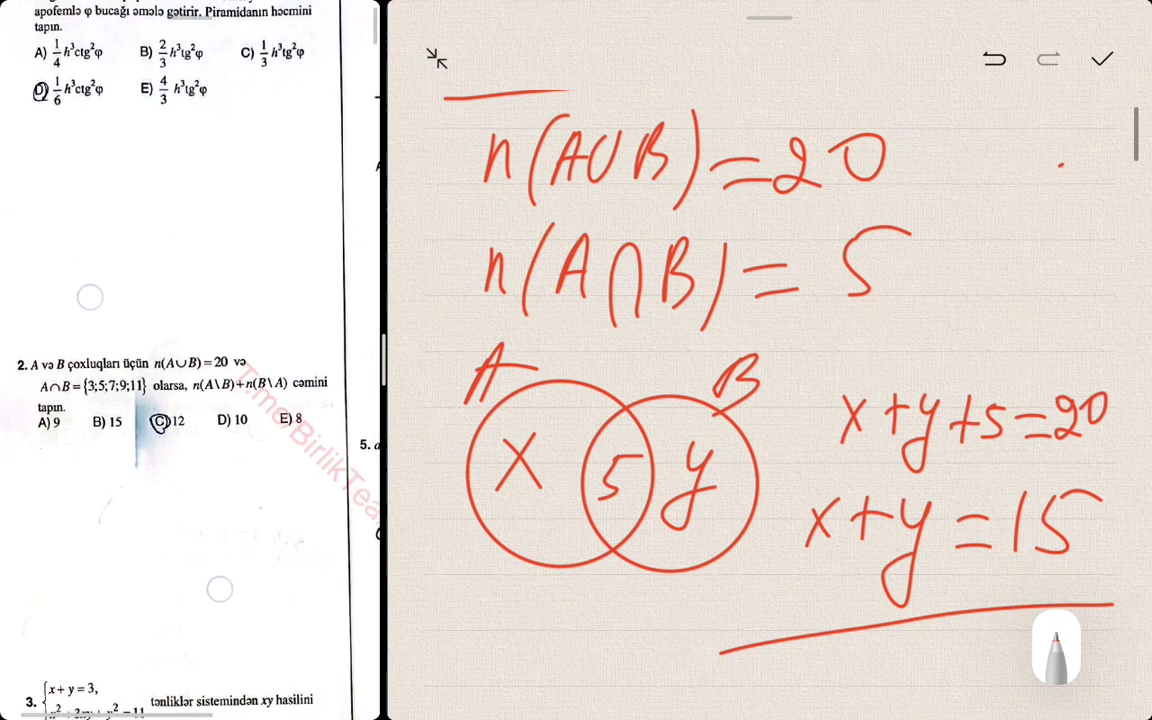 apofemlə φ bucağı əmələ gətirir. Piramidanın həcmini
tapın.
A) 1/4 h³ctg²φ B) 2/3 h³tg²φ C) 1/3 h³tg²φ
D) 1/6 h³ctg²φ E) 4/3 h³tg²φ
2. A və B çoxluqları üçün n(A∪B)=20 və
A∩B={3;5;7;9;11} olarsa, n(A\B)+n(B\A) cəmini
tapın.
A) 9 B) 15 C) 12 D) 10 E) 8
5.
x+y=3,
3. tənliklər sistemindən xy hasilini
n(A∪B)=20
n(A∩B)=5
A B
x 5 y
x+y+5=20
x+y=15